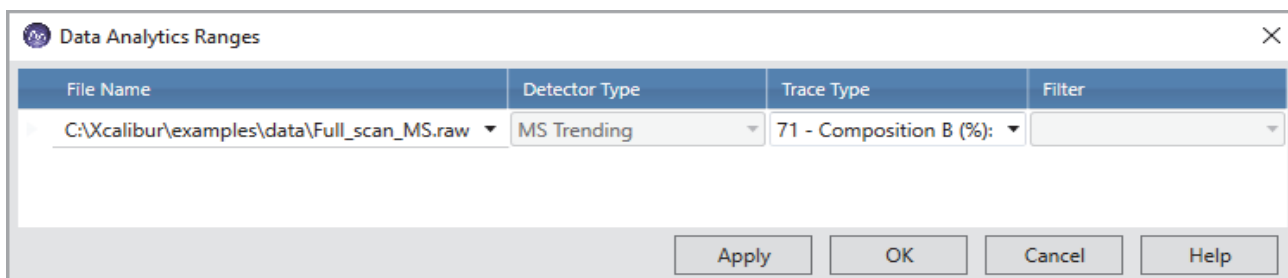 Data Analytics Ranges
File Name Detector Type Trace Type Filter
C:\Xcalibur\examples\data\Full_scan_MS.raw MS Trending 71 - Composition B (%):
Apply OK Cancel Help